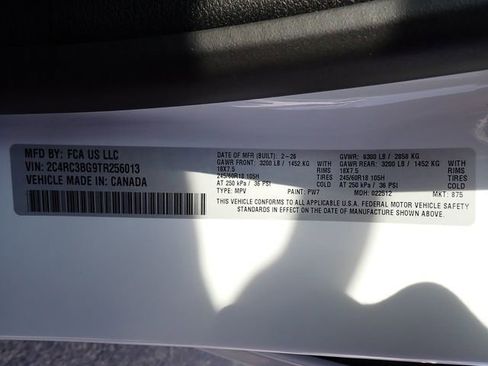 MFD BY: FCA US LLC
VIN: 2C4RC3BG9TR256013
VEHICLE MADE IN: CANADA
DATE OF MFR (BUILT): 2-26 GVWR: 6300 LB / 2858 KG
GAWR FRONT: 3200 LB / 1452 KG WITH GAWR REAR: 3200 LB / 1452 KG WITH
18X7.5 RIMS 18X7.5 RIMS
245/60R18 105H TIRES 245/60R18 105H TIRES
AT 250 kPa / 36 PSI COLD AT 250 kPa / 36 PSI COLD
TYPE: MPV PAINT: PW7 MDH: 022512 MKT: 875
THIS VEHICLE CONFORMS TO ALL APPLICABLE U.S.A. FEDERAL MOTOR VEHICLE SAFETY
STANDARDS IN EFFECT ON THE DATE OF MANUFACTURE SHOWN ABOVE.